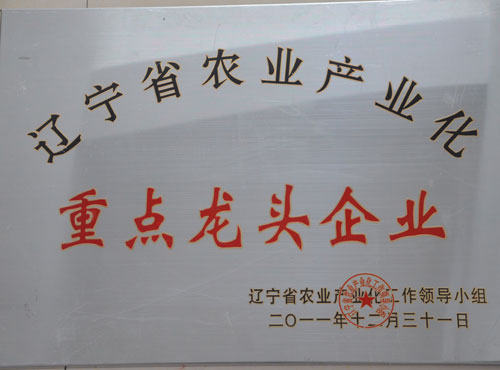 辽宁省农业产业化
重点龙头企业
辽宁省农业产业化工作领导小组
二〇一一年十二月三十一日